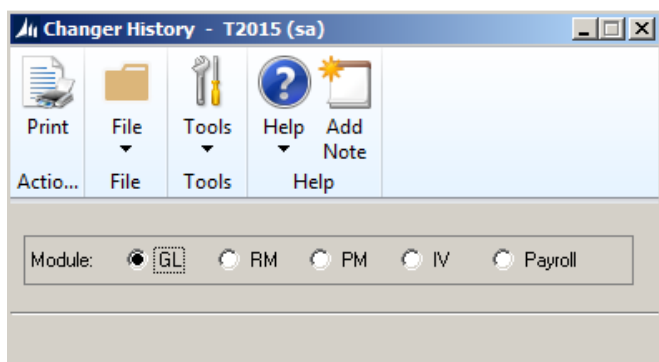 Changer History - T2015 (sa)
Print File Tools Help Add Note
Actio... File Tools Help
Module: GL RM PM IV Payroll